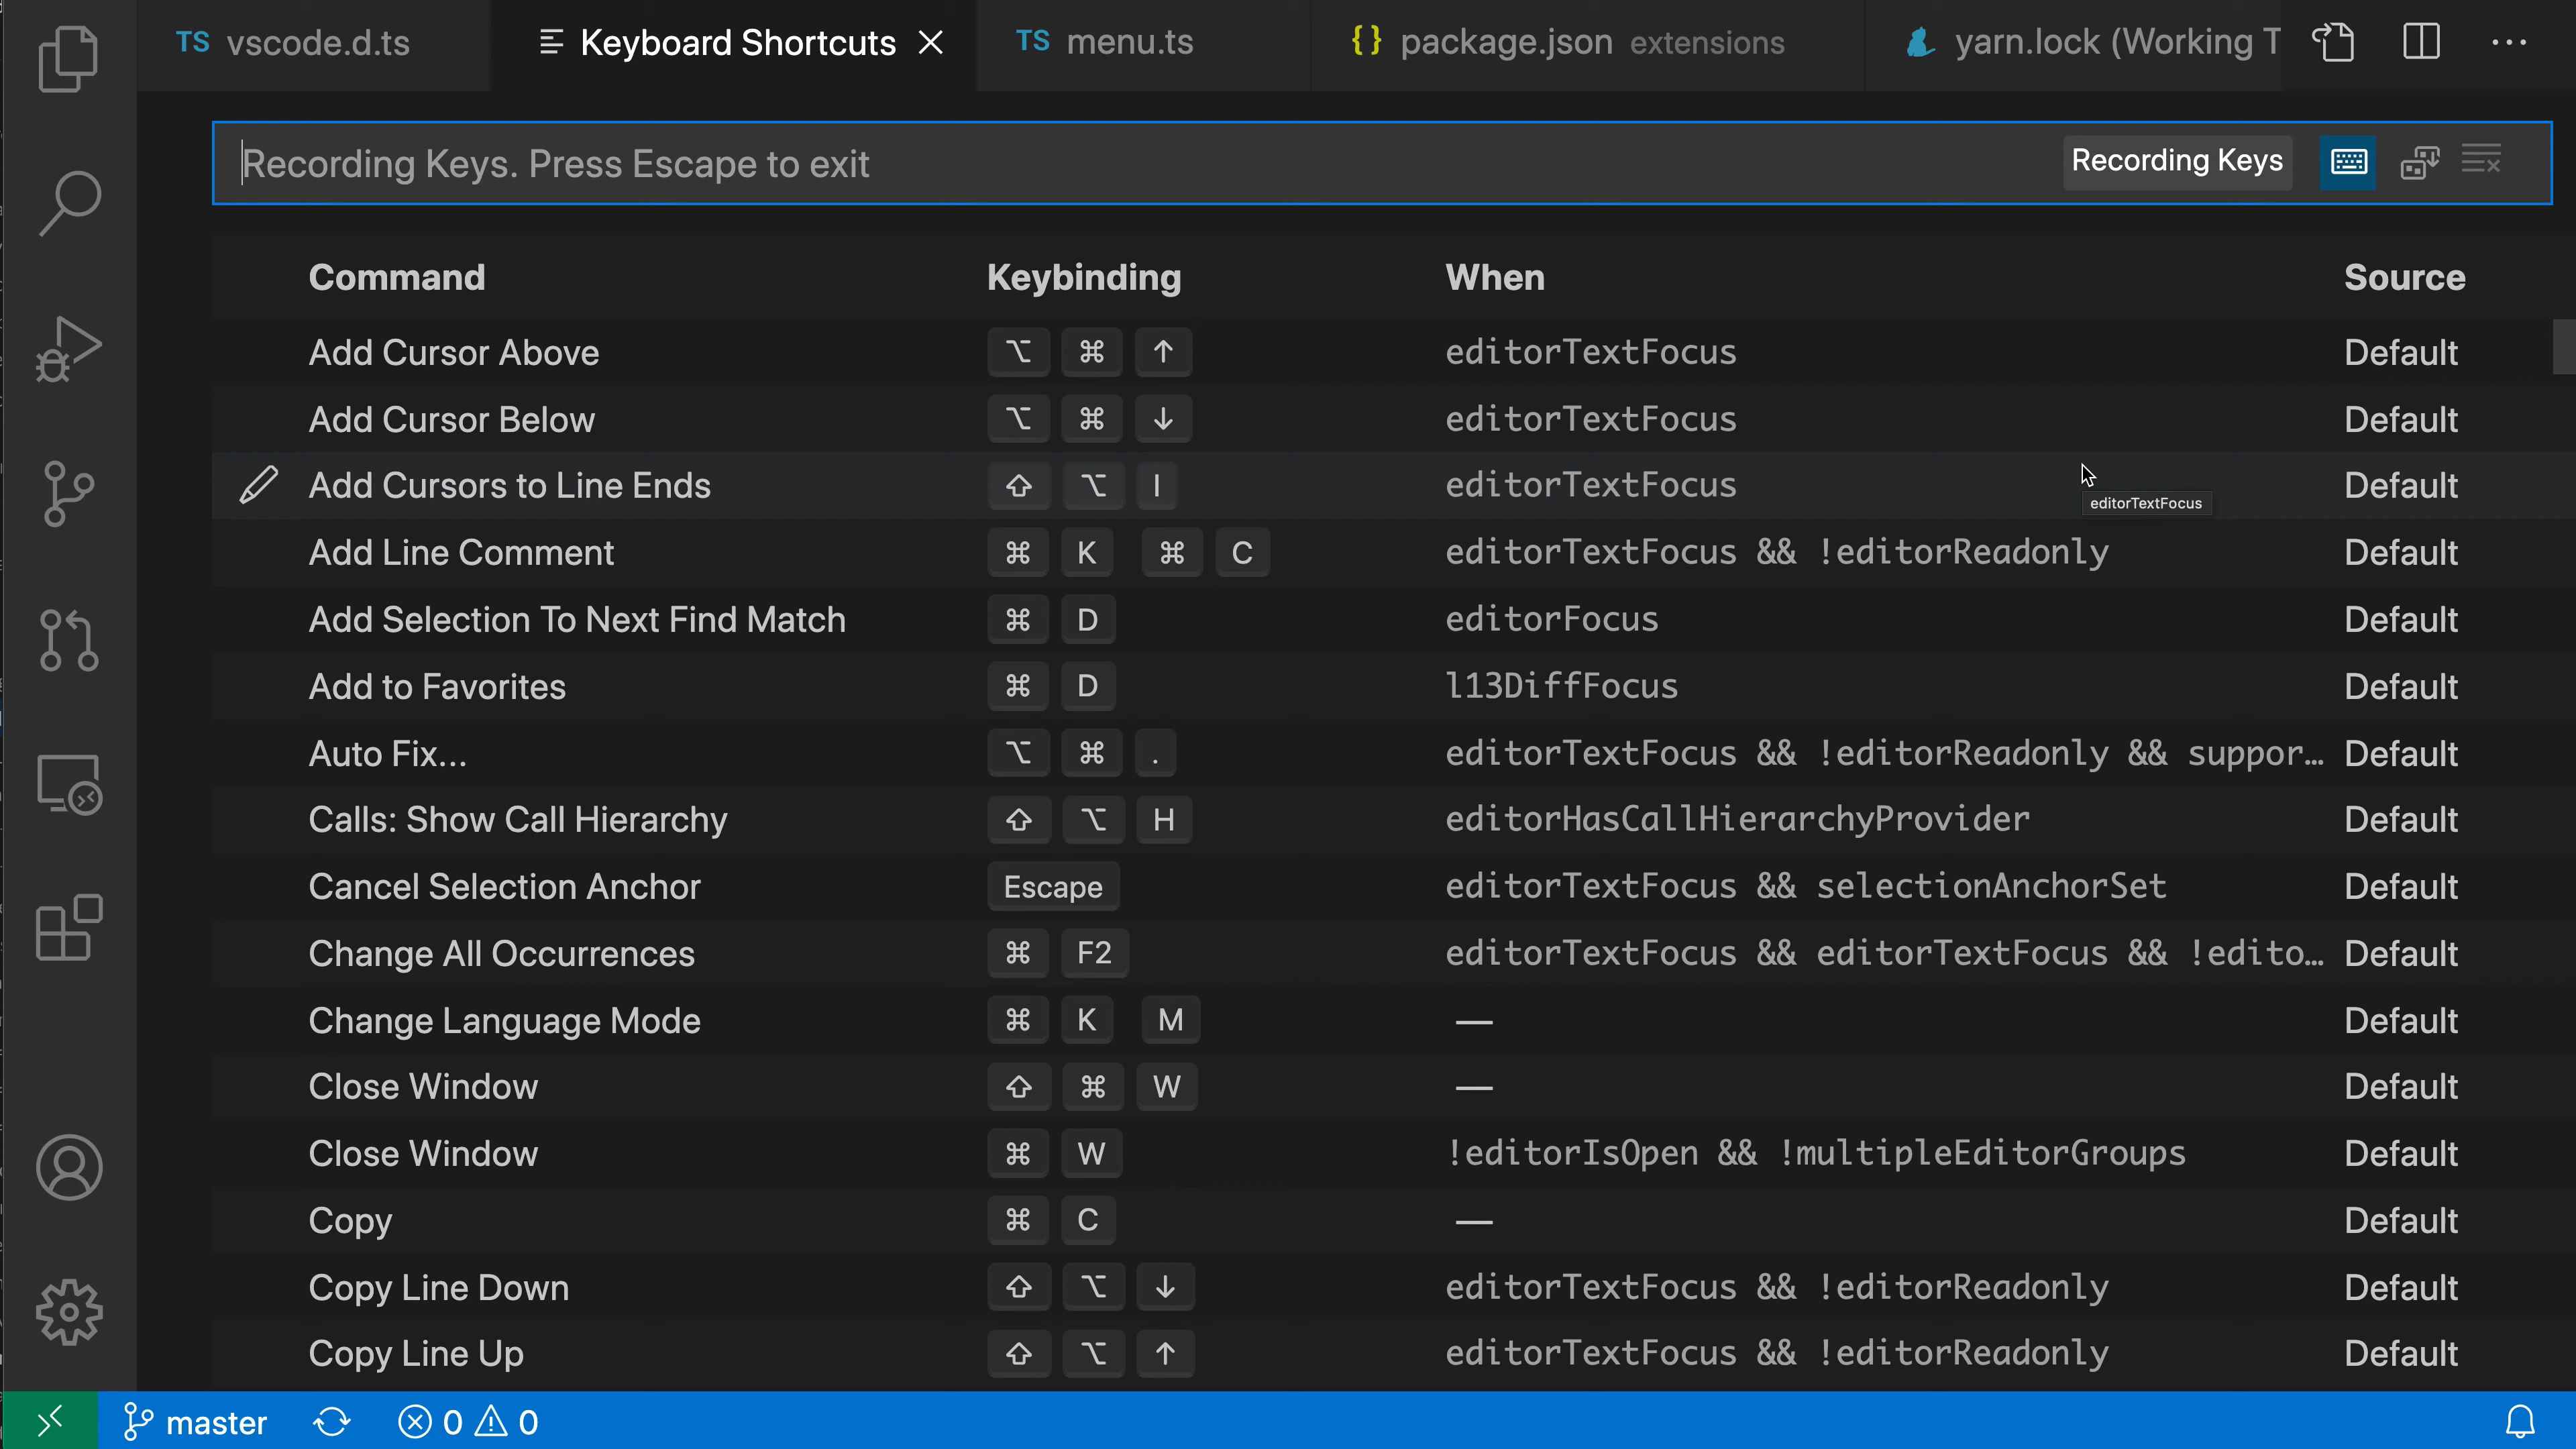 TS vscode.d.ts Keyboard Shortcuts TS menu.ts {} package.json extensions yarn.lock (Working T
Recording Keys. Press Escape to exit Recording Keys
Command Keybinding When Source
Add Cursor Above ⌥ ⌘ ↑ editorTextFocus Default
Add Cursor Below ⌥ ⌘ ↓ editorTextFocus Default
Add Cursors to Line Ends ⇧ ⌥ I editorTextFocus Default
editorTextFocus
Add Line Comment ⌘ K ⌘ C editorTextFocus && !editorReadonly Default
Add Selection To Next Find Match ⌘ D editorFocus Default
Add to Favorites ⌘ D l13DiffFocus Default
Auto Fix... ⌥ ⌘ . editorTextFocus && !editorReadonly && suppor... Default
Calls: Show Call Hierarchy ⇧ ⌥ H editorHasCallHierarchyProvider Default
Cancel Selection Anchor Escape editorTextFocus && selectionAnchorSet Default
Change All Occurrences ⌘ F2 editorTextFocus && editorTextFocus && !edito... Default
Change Language Mode ⌘ K M — Default
Close Window ⇧ ⌘ W — Default
Close Window ⌘ W !editorIsOpen && !multipleEditorGroups Default
Copy ⌘ C — Default
Copy Line Down ⇧ ⌥ ↓ editorTextFocus && !editorReadonly Default
Copy Line Up ⇧ ⌥ ↑ editorTextFocus && !editorReadonly Default
master 0 0